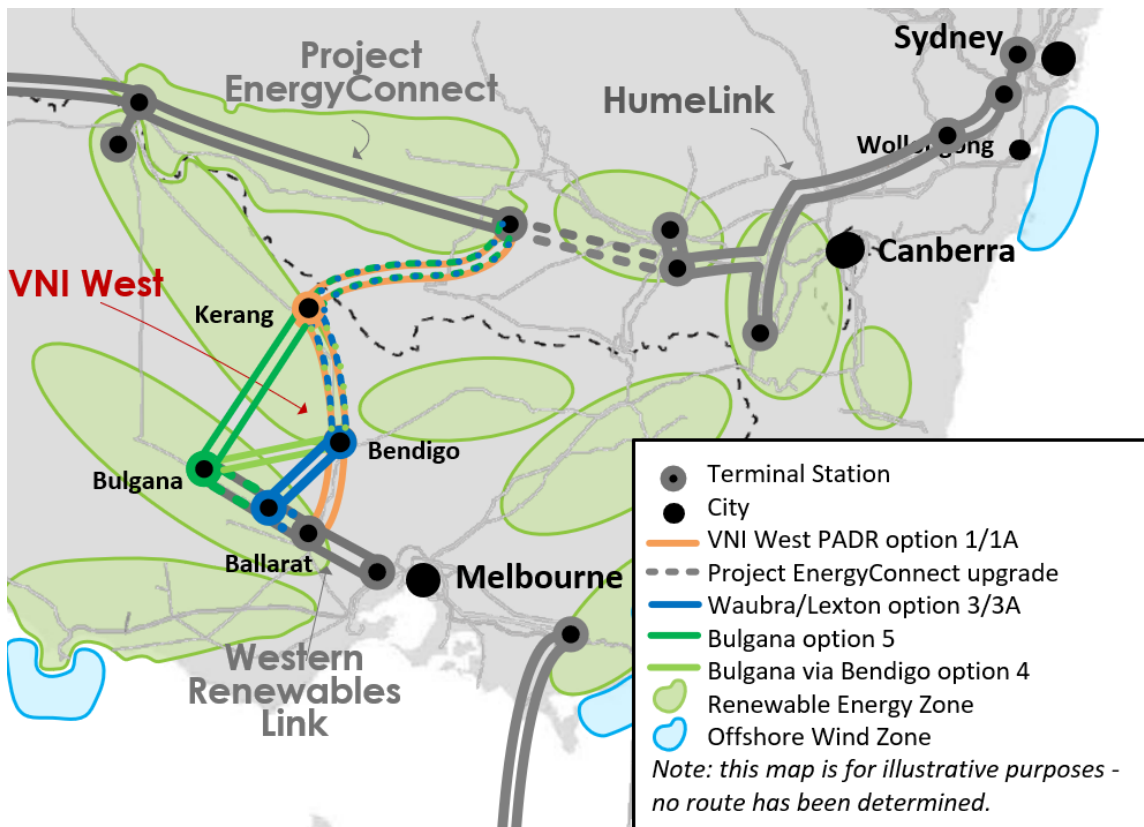 Sydney
Project
EnergyConnect
HumeLink
Wollongong
Canberra
VNI West
Kerang
Bendigo
Bulgana
Ballarat
Melbourne
Western
Renewables
Link
Terminal Station
City
VNI West PADR option 1/1A
Project EnergyConnect upgrade
Waubra/Lexton option 3/3A
Bulgana option 5
Bulgana via Bendigo option 4
Renewable Energy Zone
Offshore Wind Zone
Note: this map is for illustrative purposes -
no route has been determined.